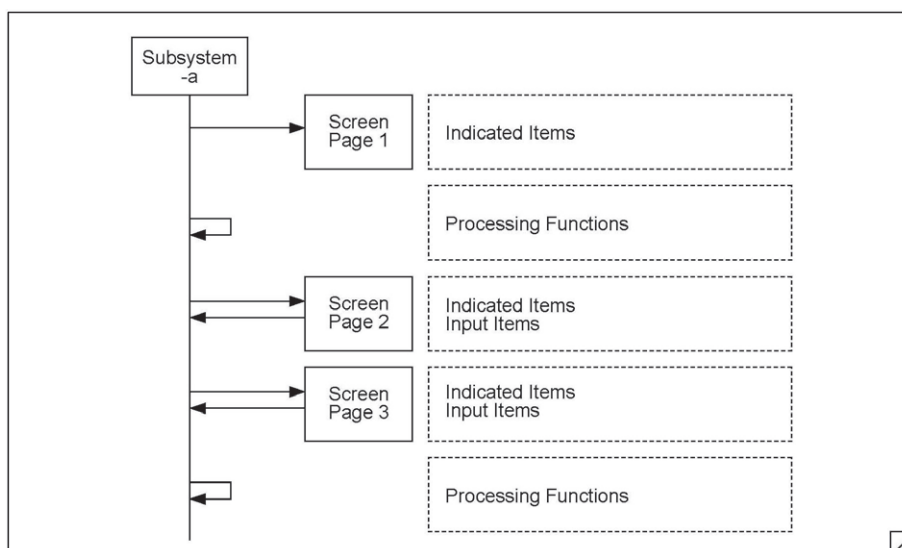 Subsystem
-a
Screen
Page 1
Indicated Items
Processing Functions
Screen
Page 2
Indicated Items
Input Items
Screen
Page 3
Indicated Items
Input Items
Processing Functions